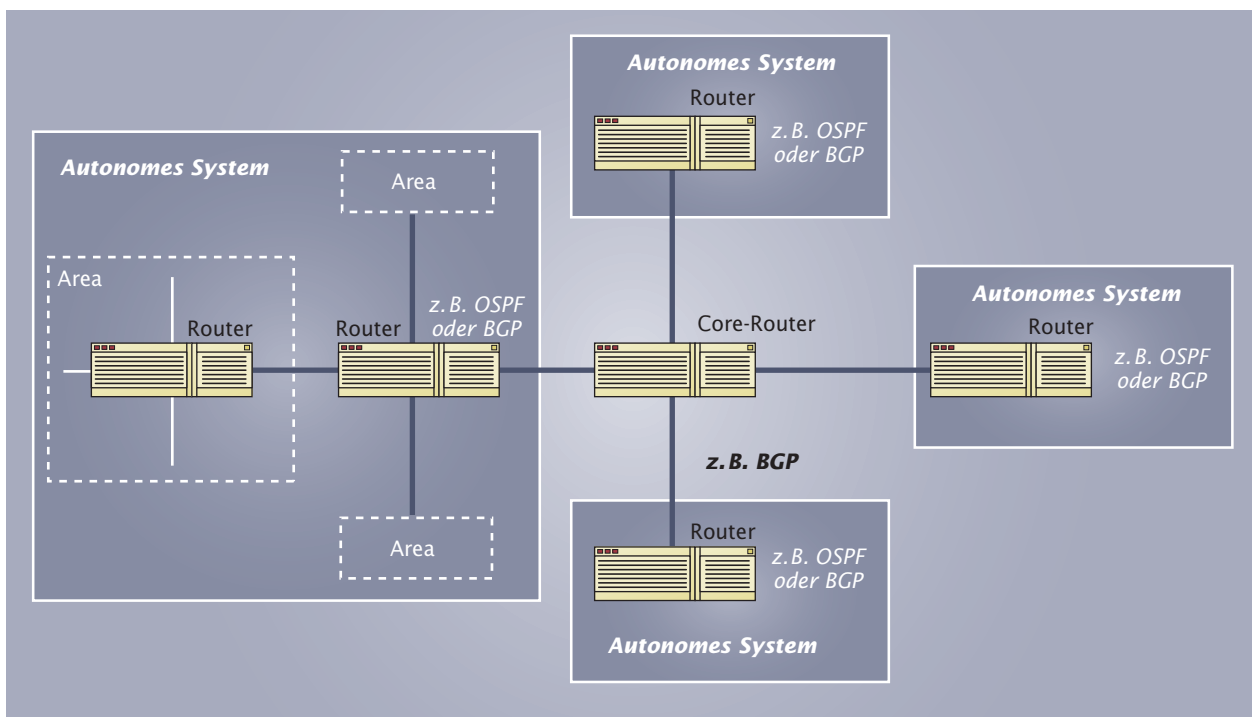 Autonomes System
Router
z. B. OSPF
oder BGP
Autonomes System
Area
Area
Router
Router
z. B. OSPF
oder BGP
Area
Core-Router
z. B. BGP
Autonomes System
Router
z. B. OSPF
oder BGP
Router
z. B. OSPF
oder BGP
Autonomes System